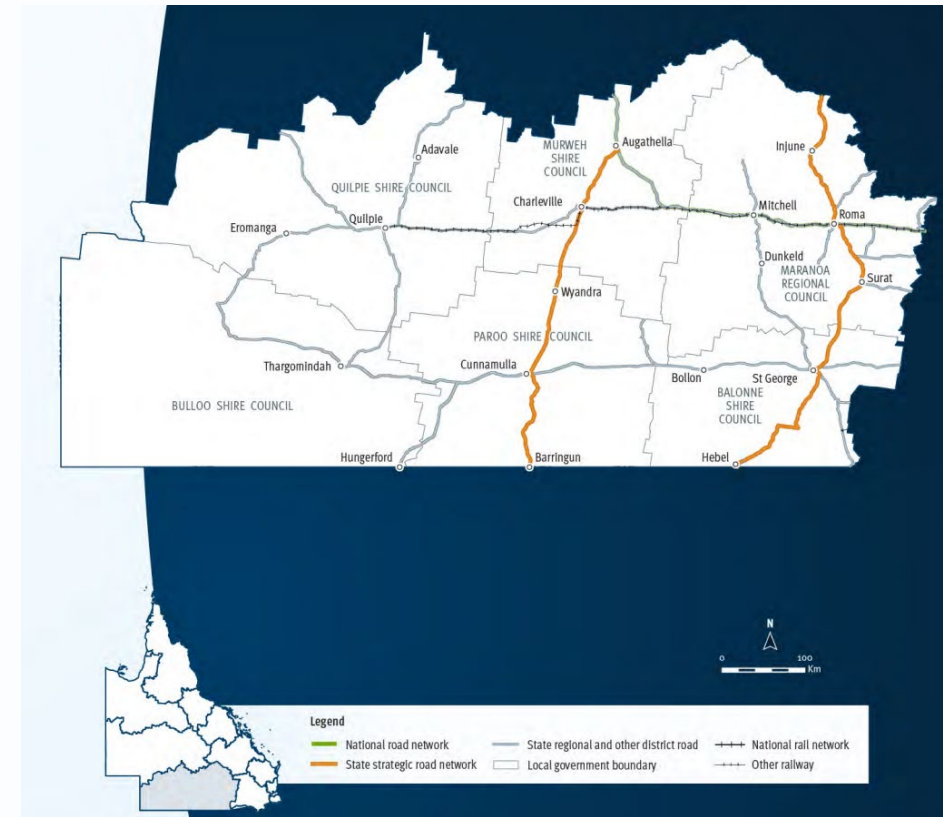 Augathella
MURWEH
SHIRE
COUNCIL
Injune
Adavale
QUILPIE SHIRE COUNCIL
Charleville
Mitchell
Roma
Quilpie
Eromanga
Dunkeld
MARANOA
REGIONAL
COUNCIL
Surat
Wyandra
PAROO SHIRE COUNCIL
Thargomindah
Cunnamulla
Bollon
St George
BALONNE
SHIRE
COUNCIL
BULLOO SHIRE COUNCIL
Hungerford
Barringun
Hebel
N
0 100
Km
Legend
National road network
State regional and other district road
National rail network
State strategic road network
Local government boundary
Other railway